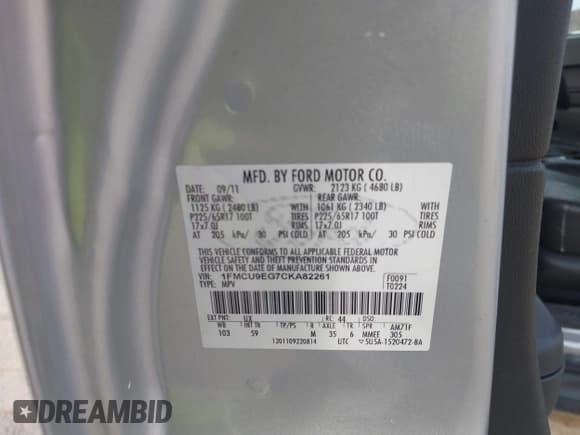 MFD. BY FORD MOTOR CO.
DATE: 09/11 GVWR: 2123 KG ( 4680 LB)
FRONT GAWR: REAR GAWR:
1125 KG ( 2480 LB) WITH 1061 KG ( 2340 LB) WITH
P225/65R17 100T TIRES P225/65R17 100T TIRES
17x7.0J RIMS 17x7.0J RIMS
AT 205 kPa/ 30 PSI COLD AT 205 kPa/ 30 PSI COLD
THIS VEHICLE CONFORMS TO ALL APPLICABLE FEDERAL MOTOR
VEHICLE SAFETY AND THEFT PREVENTION STANDARDS IN
EFFECT ON THE DATE OF MANUFACTURE SHOWN ABOVE.
VIN: 1FMCU9EG7CKA82261 F0091
TYPE: MPV T0224
EXT PNT: UX RC: 44 DSO:
WB INT TR TP/PS R AXLE TR SPR AM71F
103 S9 M 35 6 MMEE 305
1201109220814 UTC 5U5A-1520472-BA
DREAMBID